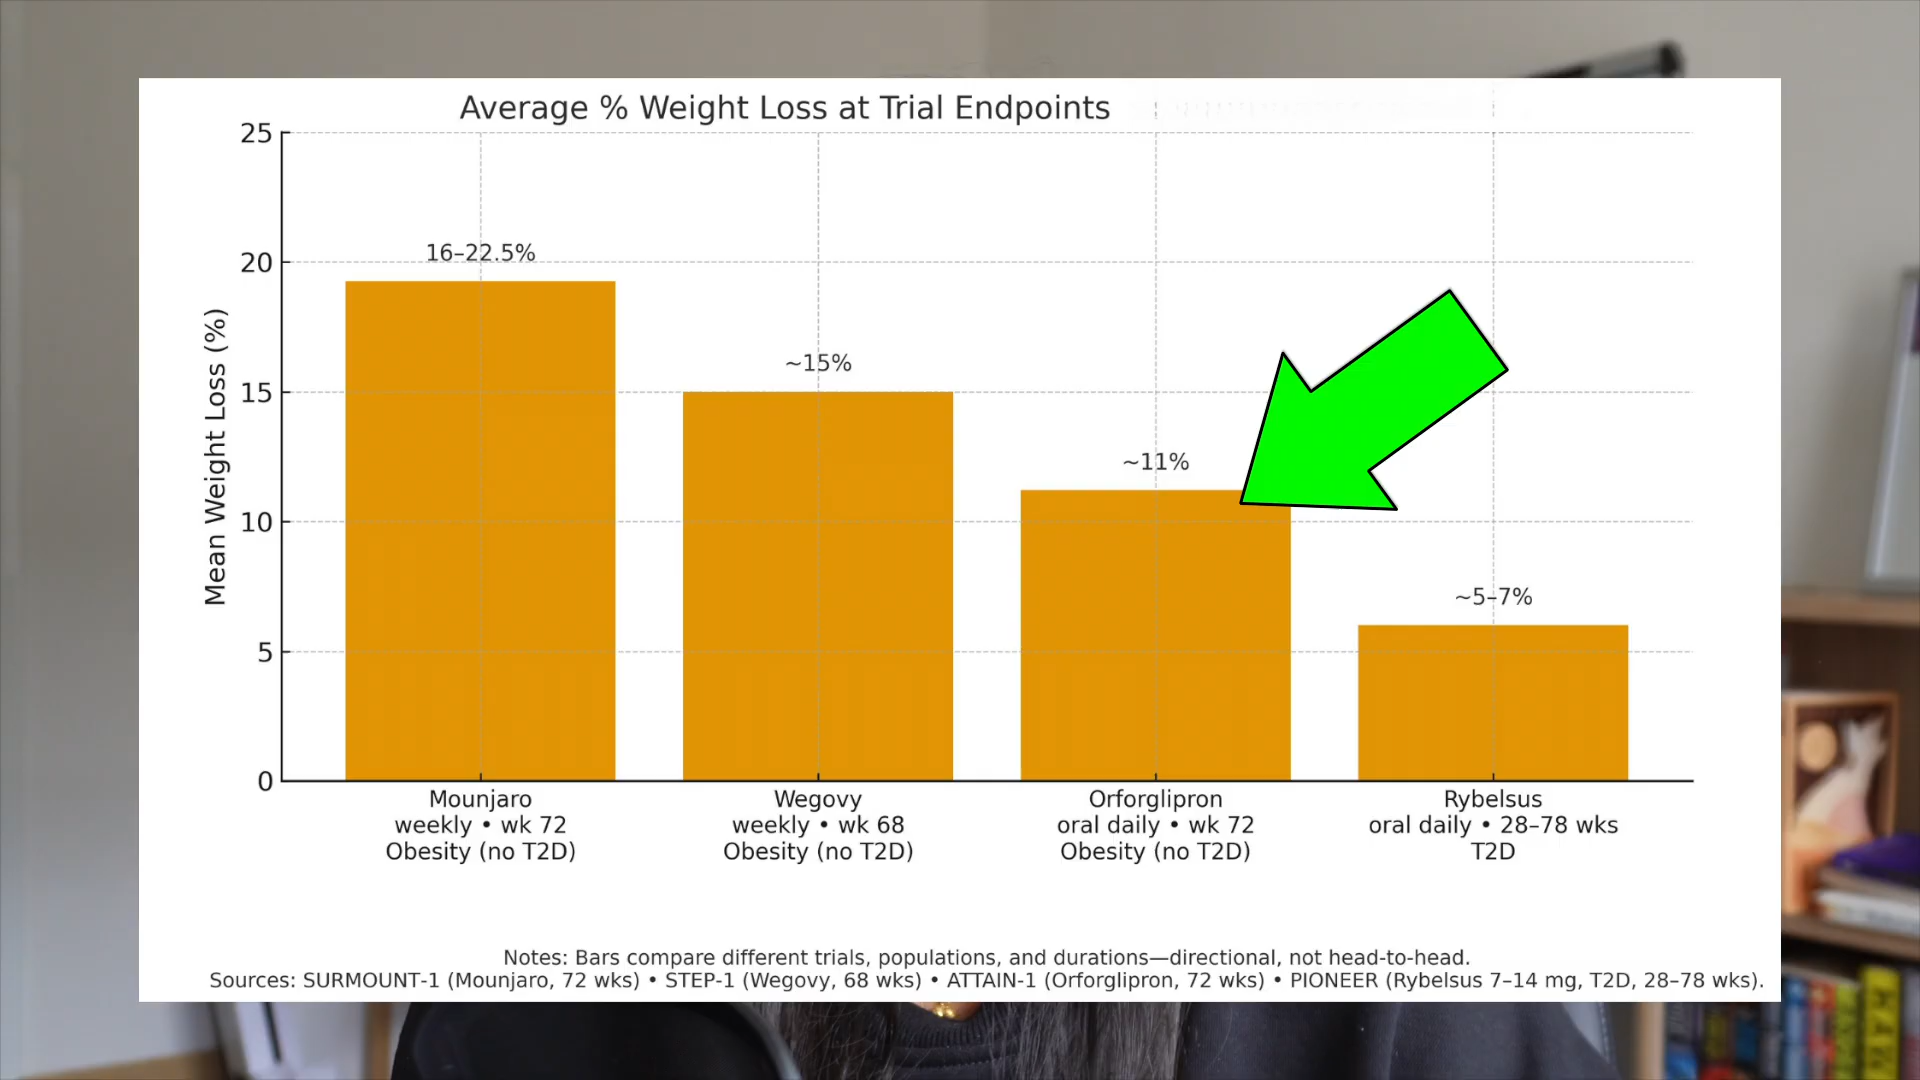 Average % Weight Loss at Trial Endpoints
25
20
15
10
5
0
Mean Weight Loss (%)
16–22.5%
~15%
~11%
~5–7%
Mounjaro
weekly • wk 72
Obesity (no T2D)
Wegovy
weekly • wk 68
Obesity (no T2D)
Orforglipron
oral daily • wk 72
Obesity (no T2D)
Rybelsus
oral daily • 28–78 wks
T2D
Notes: Bars compare different trials, populations, and durations—directional, not head-to-head.
Sources: SURMOUNT-1 (Mounjaro, 72 wks) • STEP-1 (Wegovy, 68 wks) • ATTAIN-1 (Orforglipron, 72 wks) • PIONEER (Rybelsus 7–14 mg, T2D, 28–78 wks).